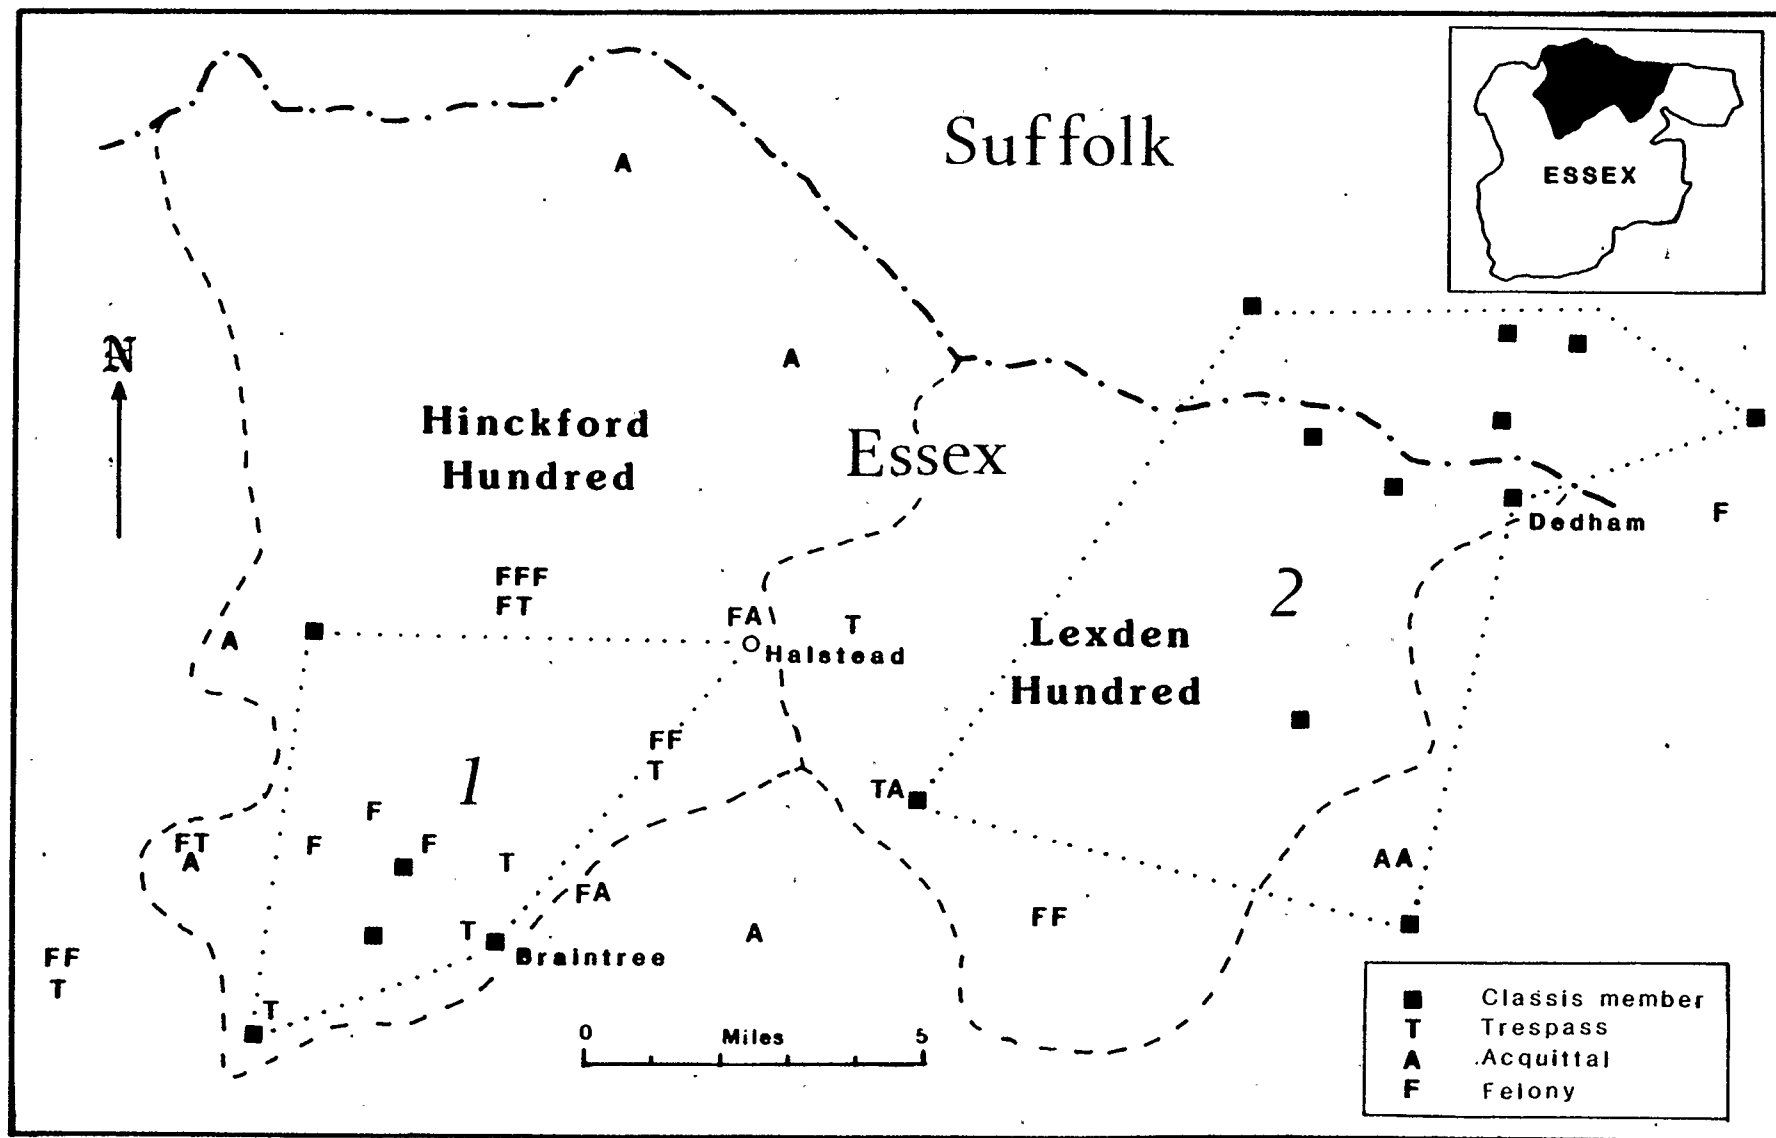 Suffolk
ESSEX
A
N
A
Hinckford
Hundred
Essex
F
Dedham
FFF
FT
FA
T
Halstead
A
2
Lexden
Hundred
FF
T
1
TA
F
F
F
FT
A
T
AA
FA
FF
T
A
Braintree
FF
T
T
0
Miles
5
Classis member
T
Trespass
A
Acquittal
F
Felony